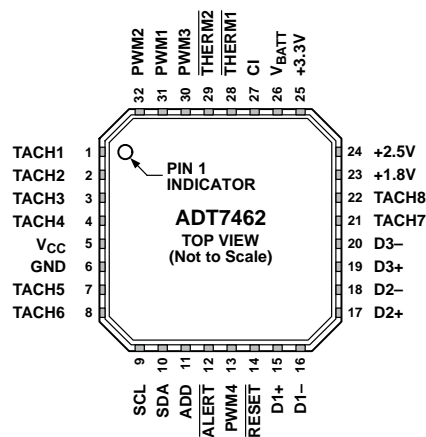 PWM2
PWM1
PWM3
THERM2
THERM1
CI
VBATT
+3.3V
32
31
30
29
28
27
26
25
TACH1 1
TACH2 2
TACH3 3
TACH4 4
VCC 5
GND 6
TACH5 7
TACH6 8
PIN 1
INDICATOR
ADT7462
TOP VIEW
(Not to Scale)
24 +2.5V
23 +1.8V
22 TACH8
21 TACH7
20 D3–
19 D3+
18 D2–
17 D2+
9
10
11
12
13
14
15
16
SCL
SDA
ADD
ALERT
PWM4
RESET
D1+
D1–